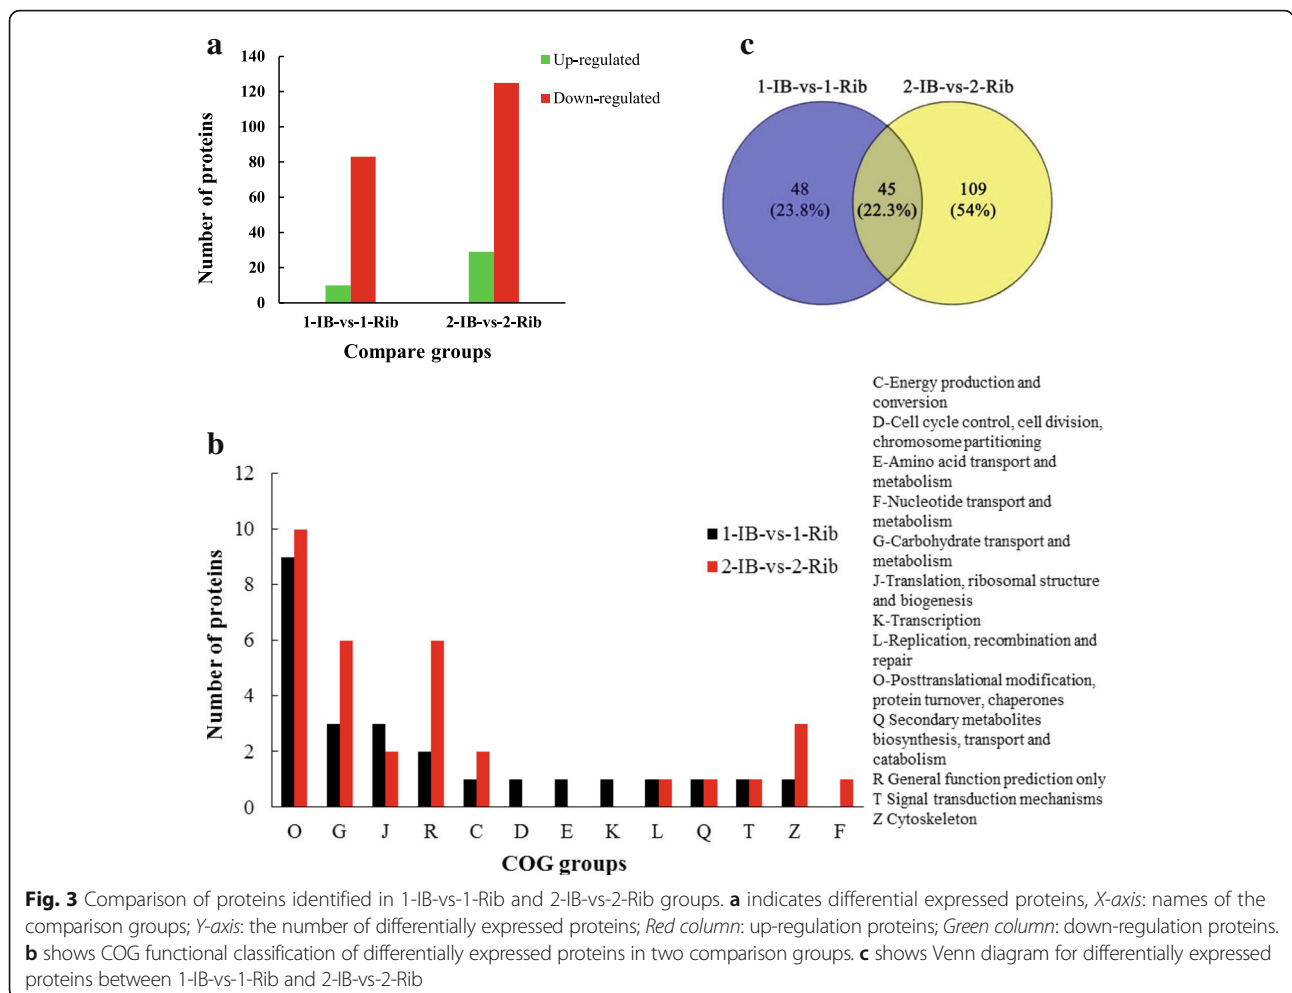 a
140
120
100
80
60
40
20
0
Number of proteins
Up-regulated
Down-regulated
1-IB-vs-1-Rib
2-IB-vs-2-Rib
Compare groups
c
1-IB-vs-1-Rib
2-IB-vs-2-Rib
48
(23.8%)
45
(22.3%)
109
(54%)
b
12
10
8
6
4
2
0
Number of proteins
1-IB-vs-1-Rib
2-IB-vs-2-Rib
O G J R C D E K L Q T Z F
COG groups
C-Energy production and
conversion
D-Cell cycle control, cell division,
chromosome partitioning
E-Amino acid transport and
metabolism
F-Nucleotide transport and
metabolism
G-Carbohydrate transport and
metabolism
J-Translation, ribosomal structure
and biogenesis
K-Transcription
L-Replication, recombination and
repair
O-Posttranslational modification,
protein turnover, chaperones
Q Secondary metabolites
biosynthesis, transport and
catabolism
R General function prediction only
T Signal transduction mechanisms
Z Cytoskeleton
Fig. 3 Comparison of proteins identified in 1-IB-vs-1-Rib and 2-IB-vs-2-Rib groups. a indicates differential expressed proteins, X-axis: names of the
comparison groups; Y-axis: the number of differentially expressed proteins; Red column: up-regulation proteins; Green column: down-regulation proteins.
b shows COG functional classification of differentially expressed proteins in two comparison groups. c shows Venn diagram for differentially expressed
proteins between 1-IB-vs-1-Rib and 2-IB-vs-2-Rib